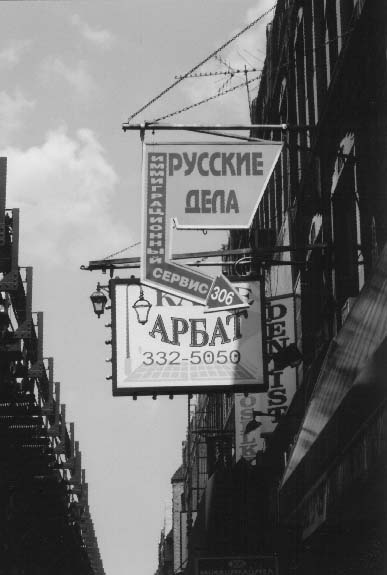 РУССКИЕ
ДЕЛА
ИММИГРАЦИОННЫЙ
СЕРВИС
306
АРБАТ
332-5050
DENTIST